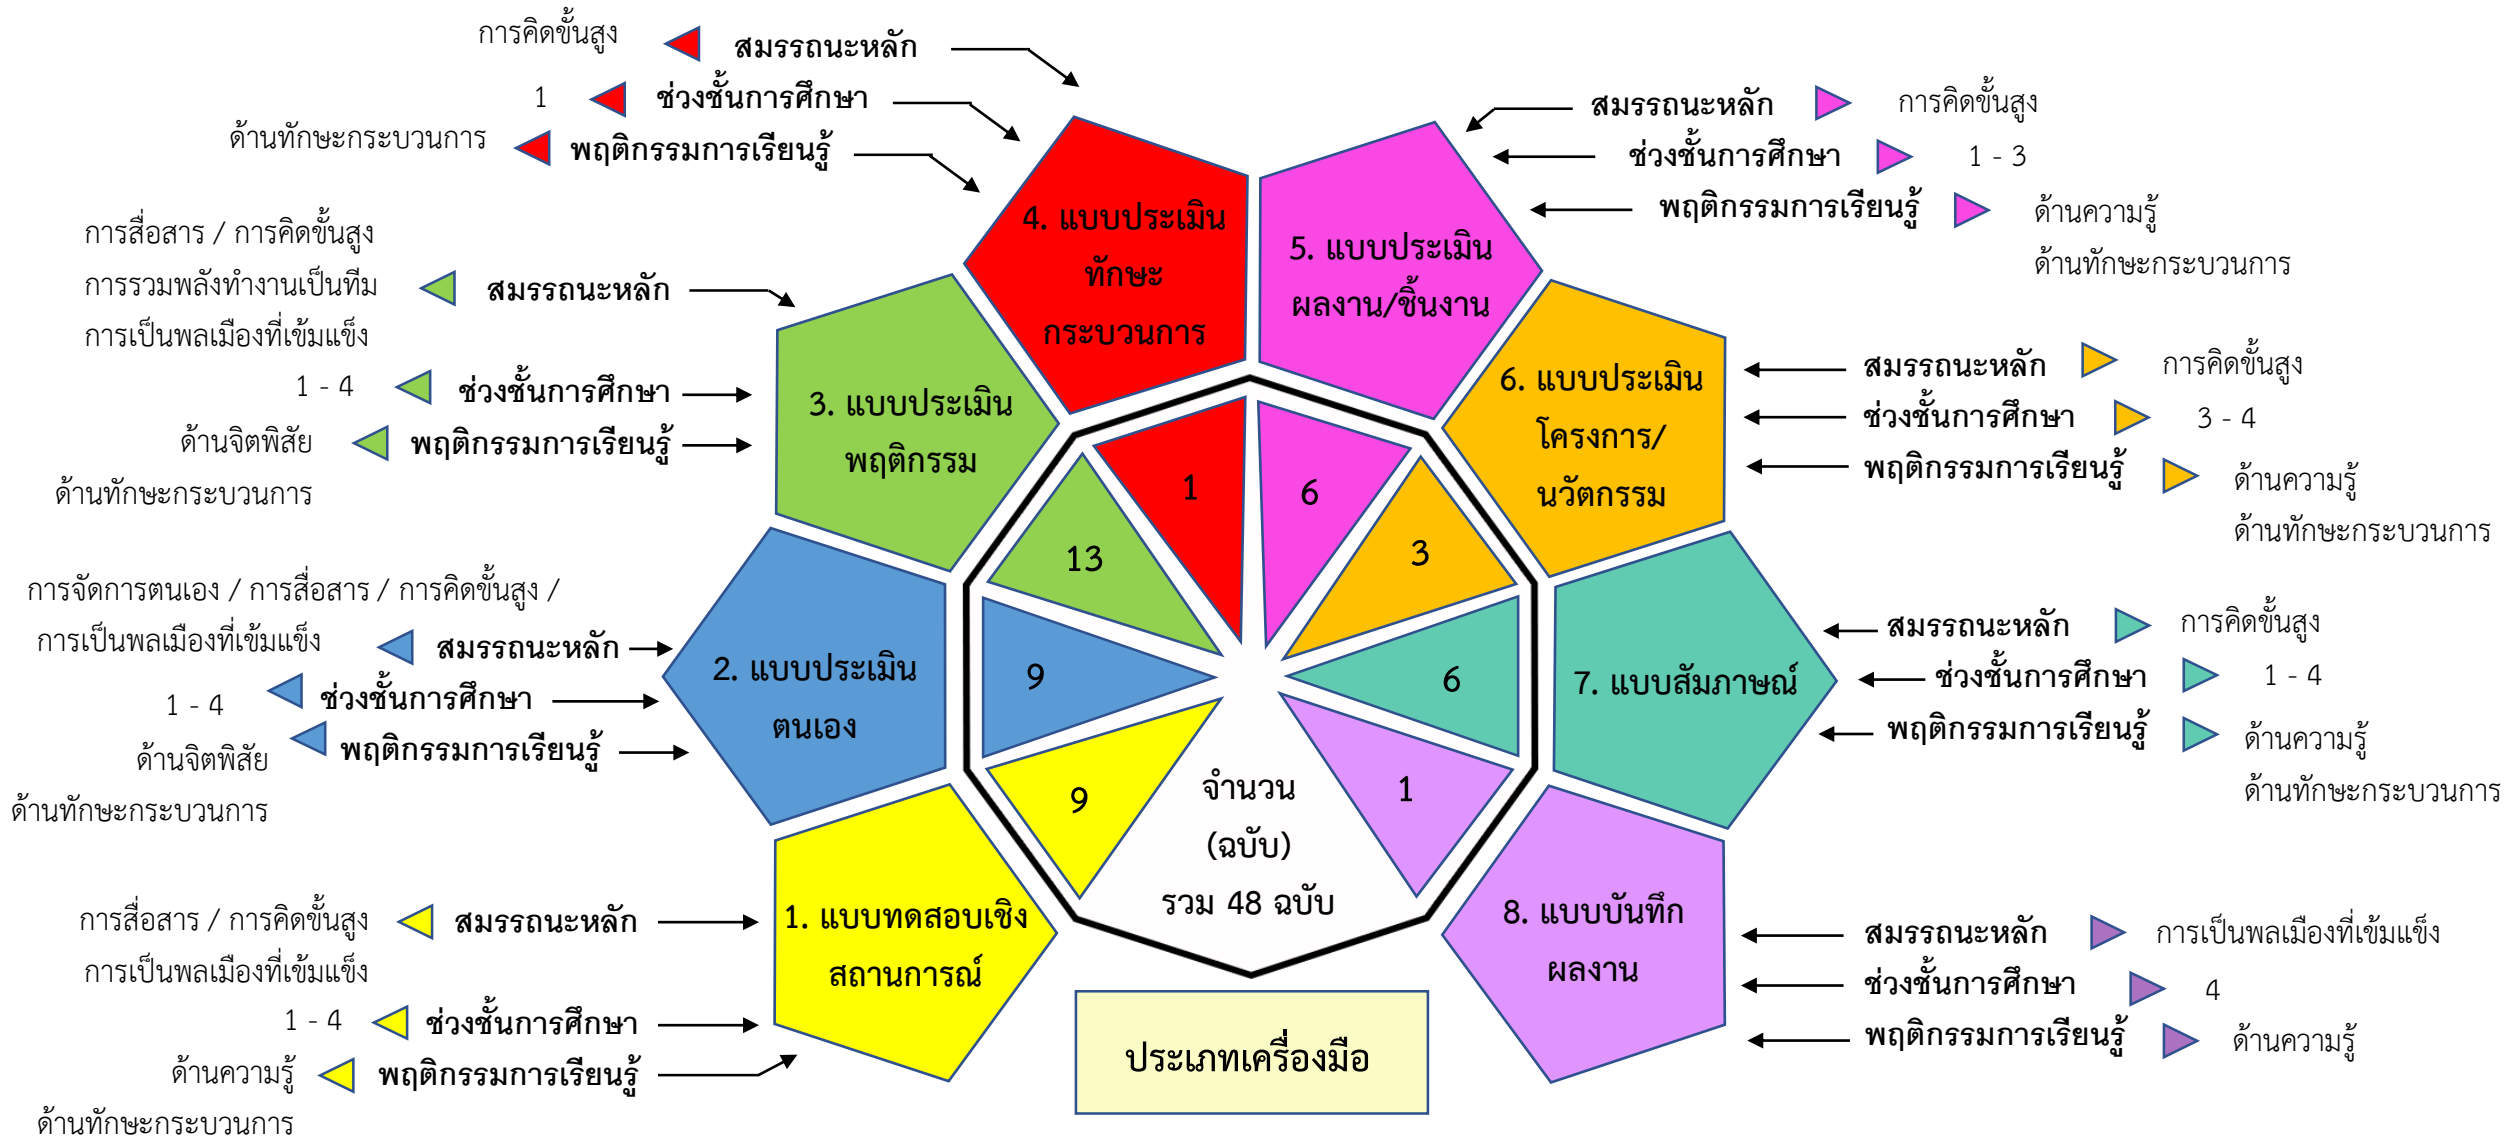 การคิดขั้นสูง สมรรถนะหลัก
1 ช่วงชั้นการศึกษา
ด้านทักษะกระบวนการ พฤติกรรมการเรียนรู้
4. แบบประเมิน
ทักษะ
กระบวนการ
1
สมรรถนะหลัก การคิดขั้นสูง
ช่วงชั้นการศึกษา 1 - 3
พฤติกรรมการเรียนรู้ ด้านความรู้
ด้านทักษะกระบวนการ
5. แบบประเมิน
ผลงาน/ชิ้นงาน
6
การสื่อสาร / การคิดขั้นสูง
การรวมพลังทำงานเป็นทีม สมรรถนะหลัก
การเป็นพลเมืองที่เข้มแข็ง
1 - 4 ช่วงชั้นการศึกษา
ด้านจิตพิสัย พฤติกรรมการเรียนรู้
ด้านทักษะกระบวนการ
3. แบบประเมิน
พฤติกรรม
13
สมรรถนะหลัก การคิดขั้นสูง
ช่วงชั้นการศึกษา 3 - 4
พฤติกรรมการเรียนรู้ ด้านความรู้
ด้านทักษะกระบวนการ
6. แบบประเมิน
โครงการ/
นวัตกรรม
3
การจัดการตนเอง / การสื่อสาร / การคิดขั้นสูง /
การเป็นพลเมืองที่เข้มแข็ง สมรรถนะหลัก
1 - 4 ช่วงชั้นการศึกษา
ด้านจิตพิสัย พฤติกรรมการเรียนรู้
ด้านทักษะกระบวนการ
2. แบบประเมิน
ตนเอง
9
สมรรถนะหลัก การคิดขั้นสูง
ช่วงชั้นการศึกษา 1 - 4
พฤติกรรมการเรียนรู้ ด้านความรู้
ด้านทักษะกระบวนการ
7. แบบสัมภาษณ์
6
การสื่อสาร / การคิดขั้นสูง สมรรถนะหลัก
การเป็นพลเมืองที่เข้มแข็ง
1 - 4 ช่วงชั้นการศึกษา
ด้านความรู้ พฤติกรรมการเรียนรู้
ด้านทักษะกระบวนการ
1. แบบทดสอบเชิง
สถานการณ์
9
จำนวน
(ฉบับ)
รวม 48 ฉบับ
1
8. แบบบันทึก
ผลงาน
สมรรถนะหลัก การเป็นพลเมืองที่เข้มแข็ง
ช่วงชั้นการศึกษา 4
พฤติกรรมการเรียนรู้ ด้านความรู้
ประเภทเครื่องมือ